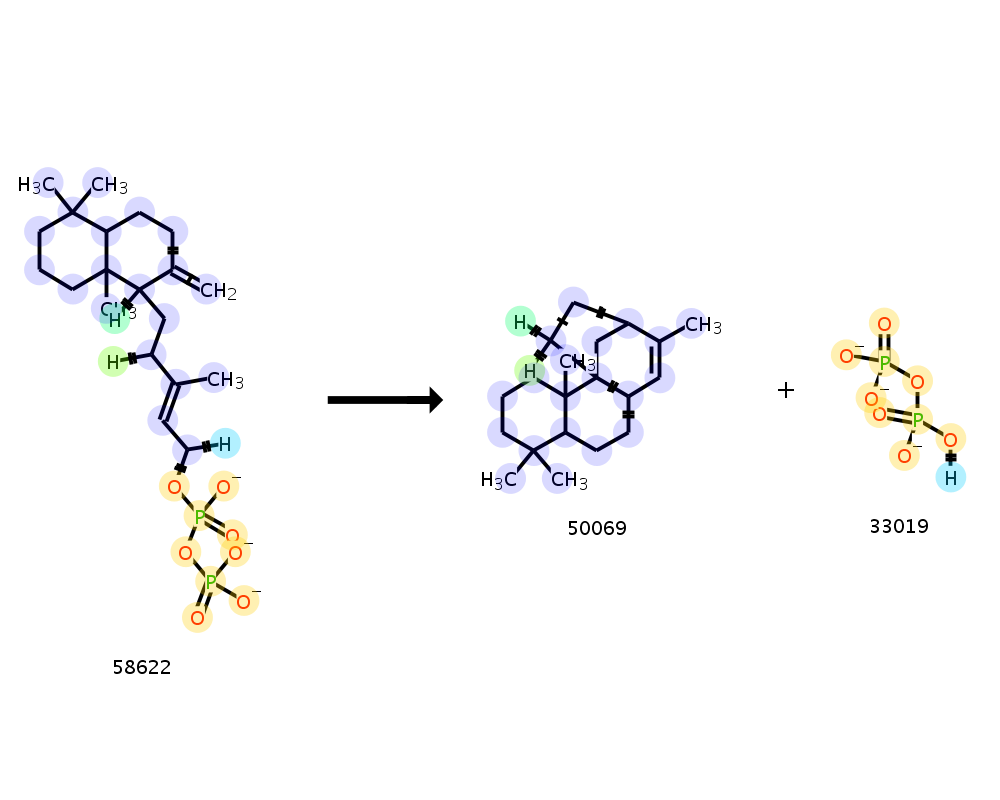 H₃C CH₃
CH₂
CH₃
H
H
CH₃
H
O O⁻
P
O
O O⁻
P
O⁻
O
58622
H
CH₃
CH₃
H
H₃C CH₃
50069
+
O
O⁻ P
O
O⁻
O P
O
O⁻
H
33019